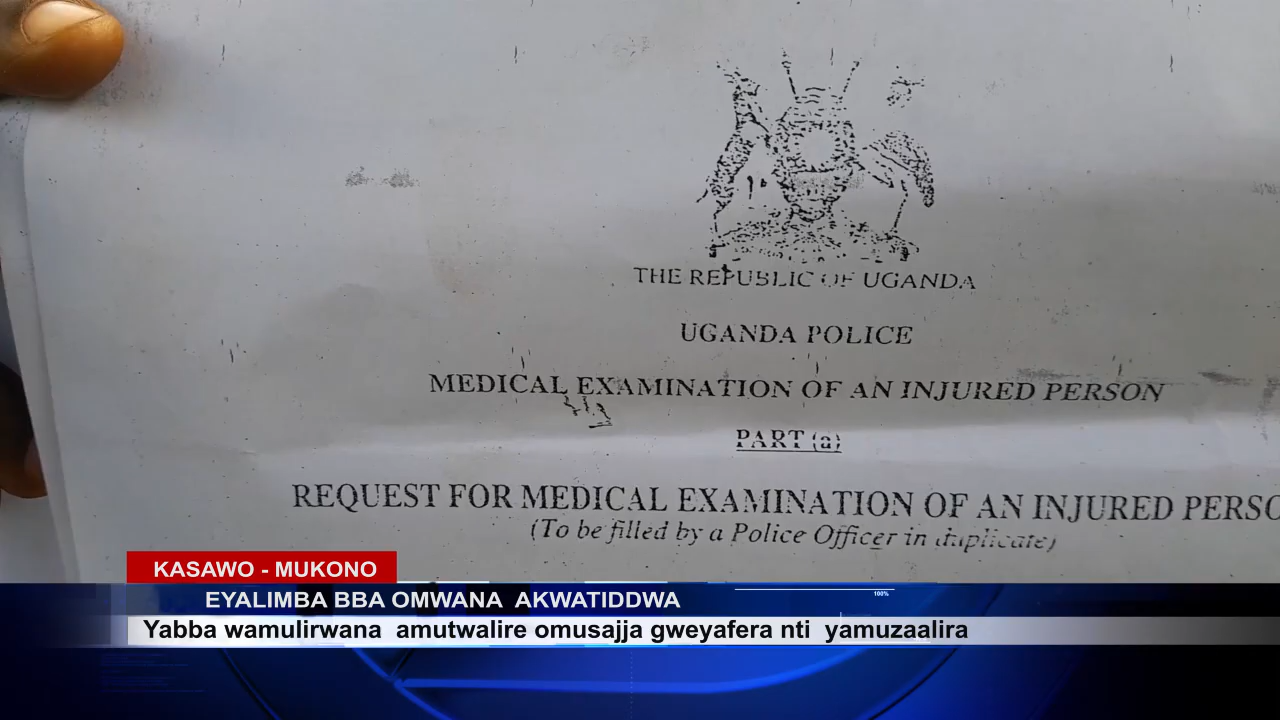 THE REPUBLIC OF UGANDA
UGANDA POLICE
MEDICAL EXAMINATION OF AN INJURED PERSON
PART (a)
REQUEST FOR MEDICAL EXAMINATION OF AN INJURED PERSO
(To be filled by a Police Officer in duplicate)
KASAWO - MUKONO
EYALIMBA BBA OMWANA AKWATIDDWA
100%
Yabba wamulirwana amutwalire omusajja gweyafera nti yamuzaalira